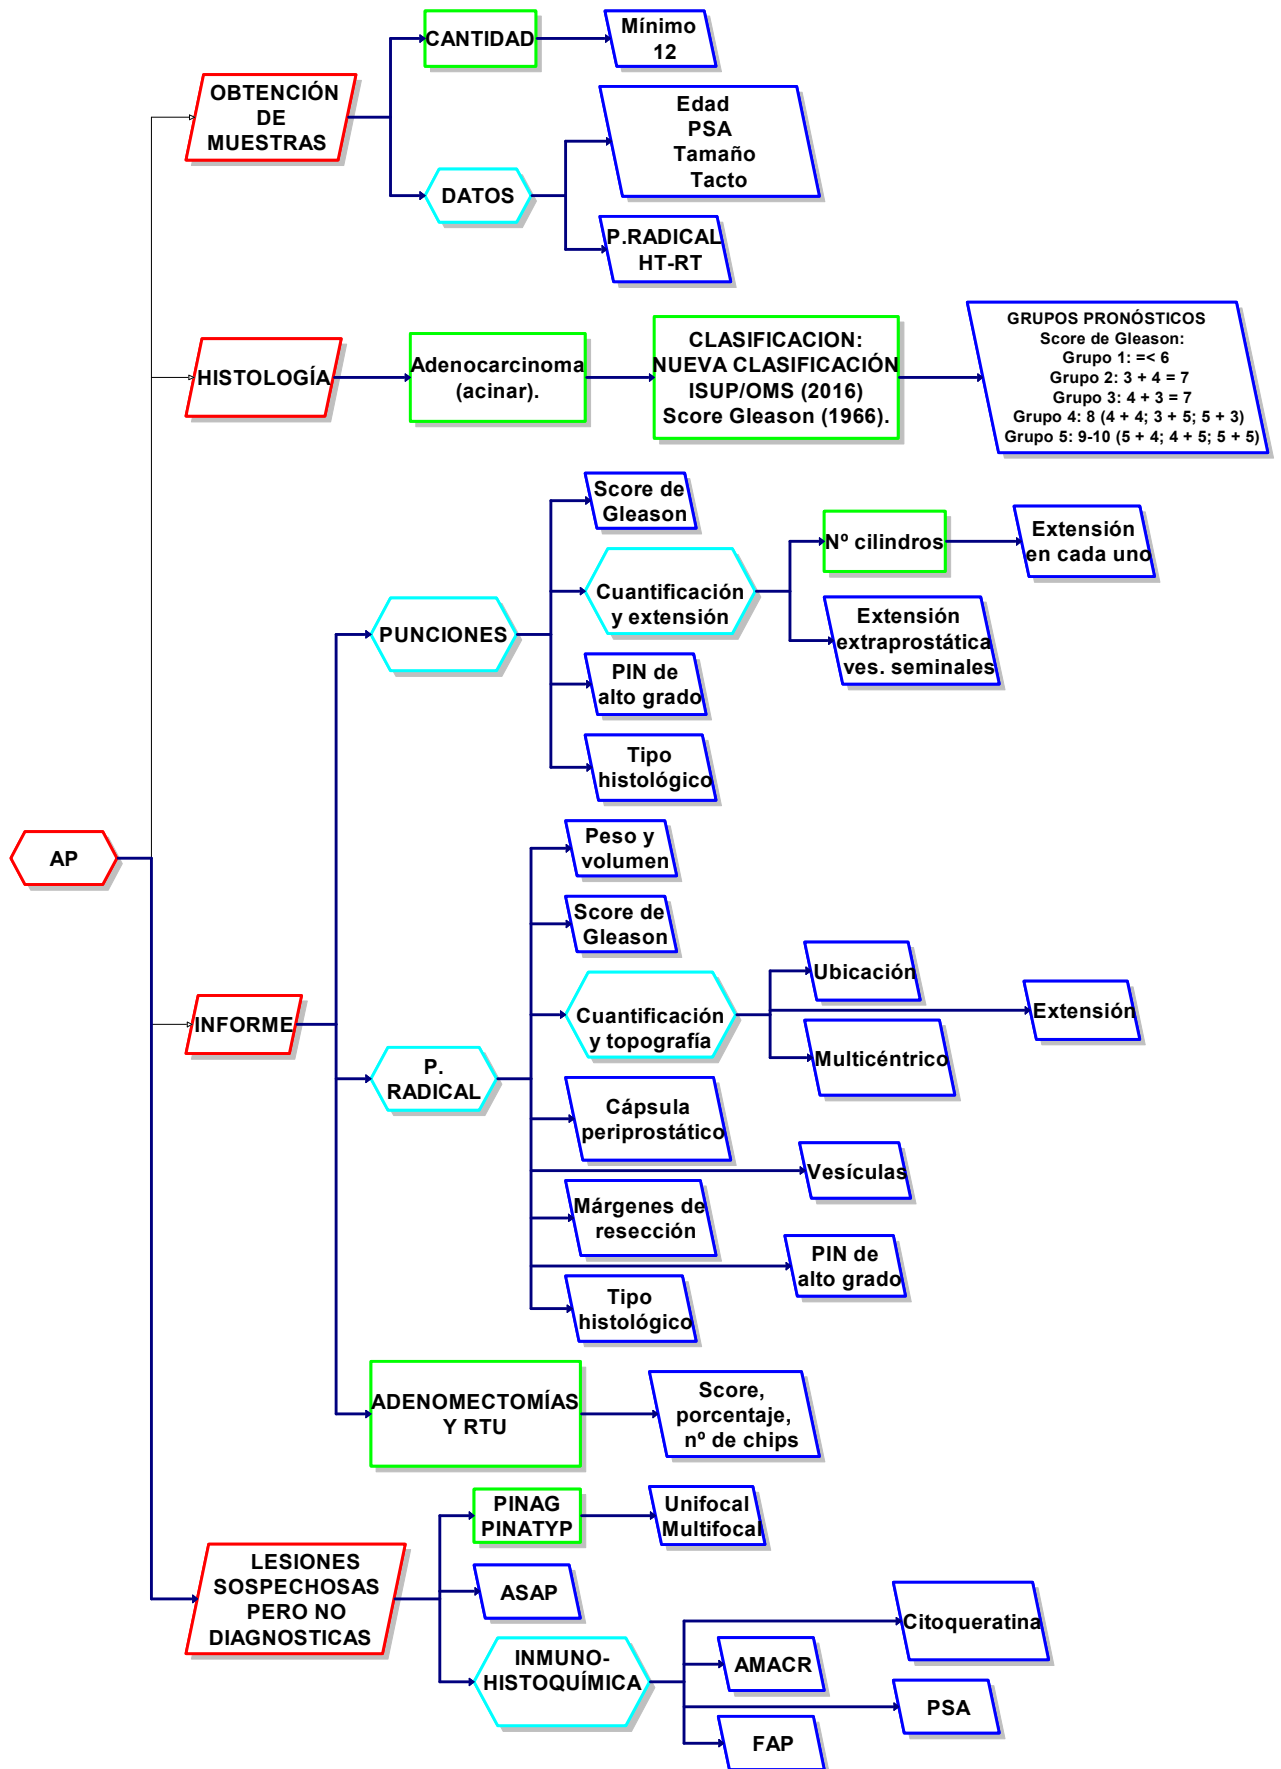 CANTIDAD
Mínimo
12
OBTENCIÓN
DE
MUESTRAS
Edad
PSA
Tamaño
Tacto
DATOS
P.RADICAL
HT-RT
HISTOLOGÍA
Adenocarcinoma
(acinar).
CLASIFICACION:
NUEVA CLASIFICACIÓN
ISUP/OMS (2016)
Score Gleason (1966).
GRUPOS PRONÓSTICOS
Score de Gleason:
Grupo 1: =< 6
Grupo 2: 3 + 4 = 7
Grupo 3: 4 + 3 = 7
Grupo 4: 8 (4 + 4; 3 + 5; 5 + 3)
Grupo 5: 9-10 (5 + 4; 4 + 5; 5 + 5)
Score de
Gleason
Nº cilindros
Extensión
en cada uno
Cuantificación
y extensión
Extensión
extraprostática
ves. seminales
PUNCIONES
PIN de
alto grado
Tipo
histológico
AP
Peso y
volumen
Score de
Gleason
Ubicación
Cuantificación
y topografía
Extensión
Multicéntrico
INFORME
P.
RADICAL
Cápsula
periprostático
Vesículas
Márgenes de
resección
PIN de
alto grado
Tipo
histológico
ADENOMECTOMÍAS
Y RTU
Score,
porcentaje,
nº de chips
PINAG
PINATYP
Unifocal
Multifocal
LESIONES
SOSPECHOSAS
PERO NO
DIAGNOSTICAS
ASAP
INMUNO-
HISTOQUÍMICA
Citoqueratina
AMACR
PSA
FAP